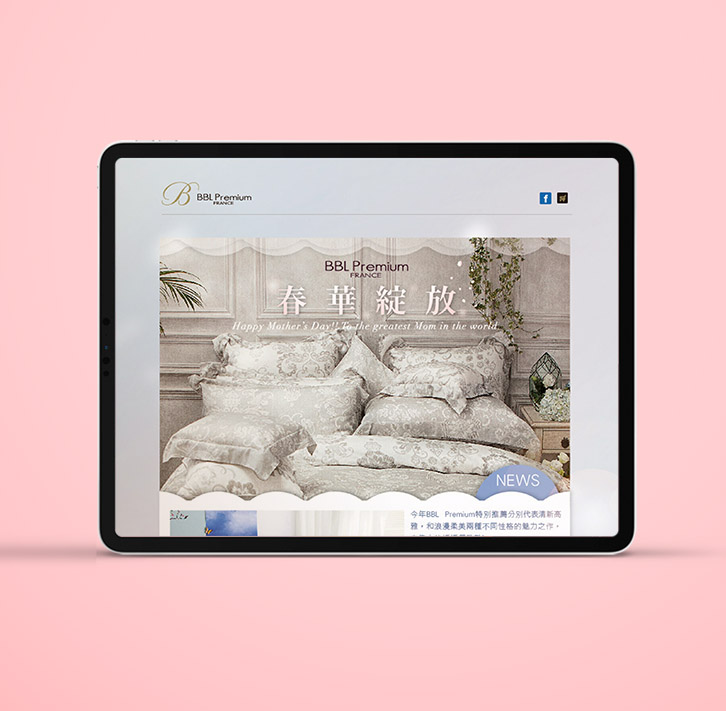 B
BBL Premium
FRANCE
f
BBL Premium
FRANCE
春華綻放
Happy Mother's Day!! To the greatest Mom in the world
NEWS
今年BBL Premium特別推薦分別代表清新高
雅,和浪漫柔美兩種不同性格的魅力之作,